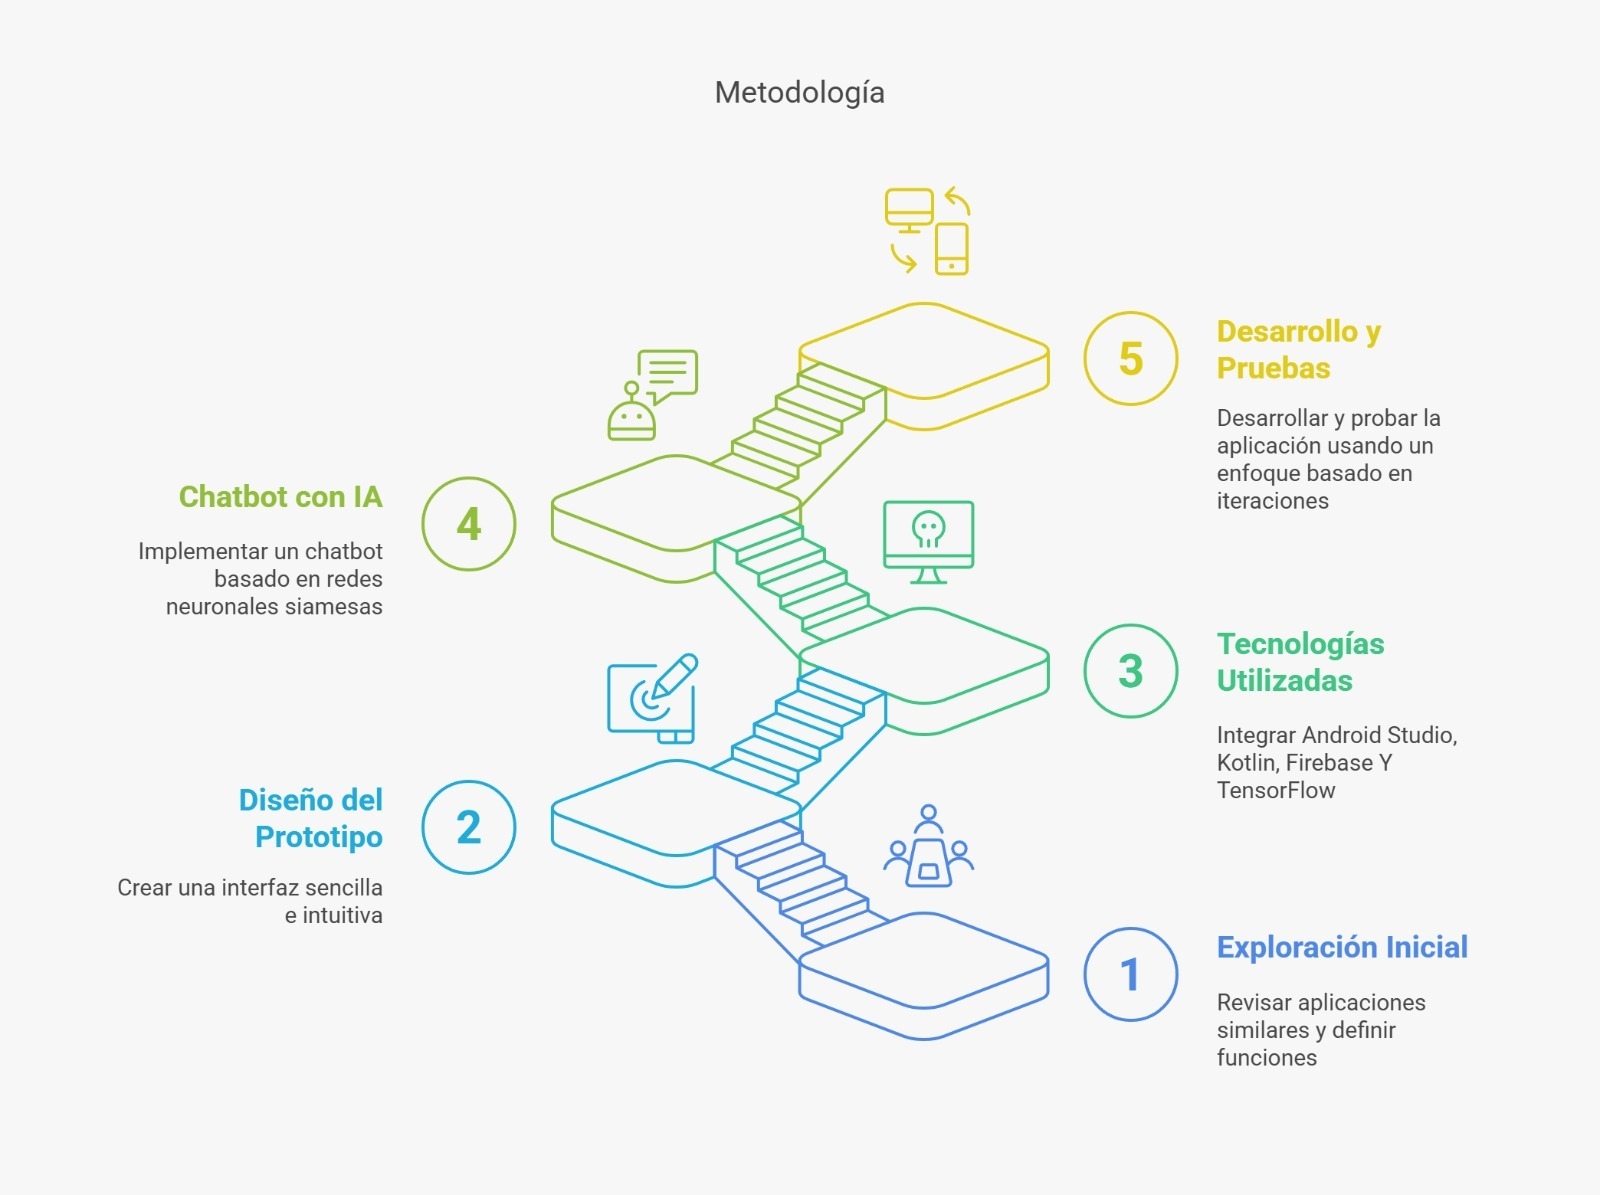 Metodología
5
Desarrollo y
Pruebas
Desarrollar y probar la
aplicación usando un
enfoque basado en
iteraciones
Chatbot con IA
4
Implementar un chatbot
basado en redes
neuronales siamesas
3
Tecnologías
Utilizadas
Integrar Android Studio,
Kotlin, Firebase Y
TensorFlow
Diseño del
Prototipo
2
Crear una interfaz sencilla
e intuitiva
1
Exploración Inicial
Revisar aplicaciones
similares y definir
funciones